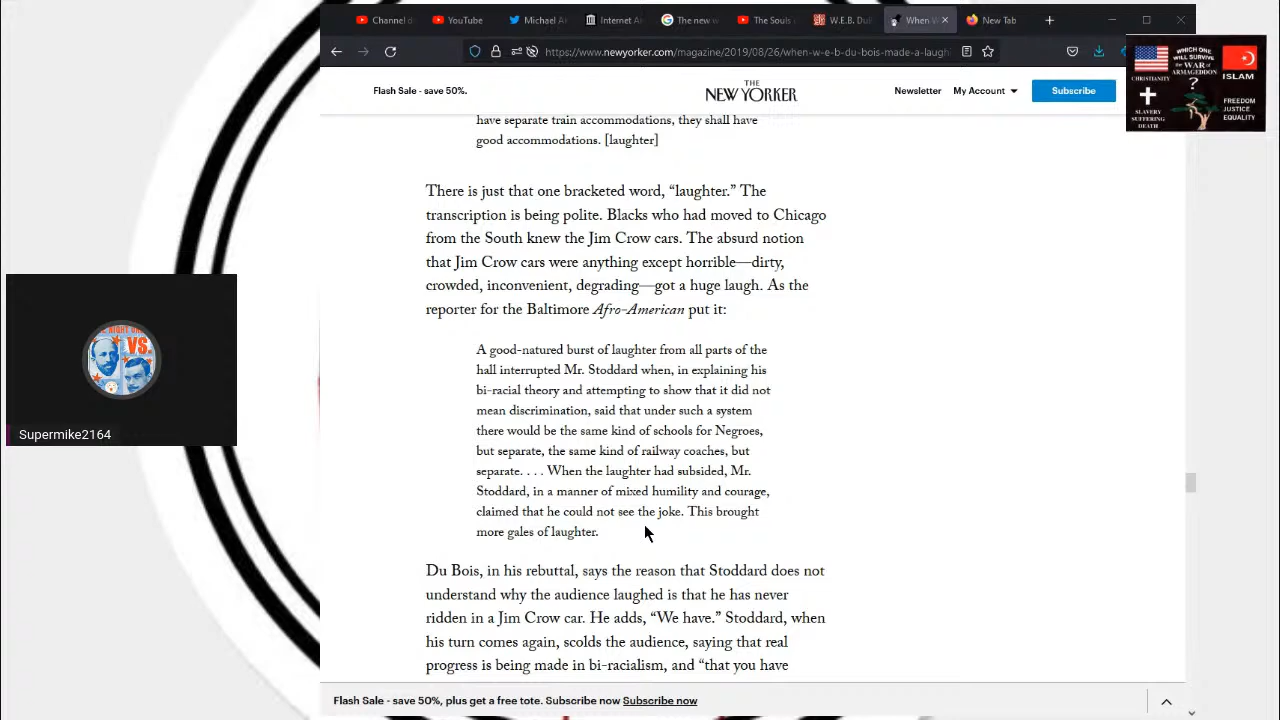 Channel d
YouTube
Michael A
Internet Ar
The new w
The Souls o
W.E.B. DuB
When W
New Tab
https://www.newyorker.com/magazine/2019/08/26/when-w-e-b-du-bois-made-a-laugh
Flash Sale - save 50%.
THE
NEW YORKER
Newsletter
My Account
Subscribe
WHICH ONE
WILL SURVIVE
the WAR of
ARMAGEDDON
?
CHRISTIANITY
ISLAM
SLAVERY
SUFFERING
DEATH
FREEDOM
JUSTICE
EQUALITY
have separate train accommodations, they shall have
good accommodations. [laughter]
There is just that one bracketed word, “laughter.” The
transcription is being polite. Blacks who had moved to Chicago
from the South knew the Jim Crow cars. The absurd notion
that Jim Crow cars were anything except horrible—dirty,
crowded, inconvenient, degrading—got a huge laugh. As the
reporter for the Baltimore Afro-American put it:
A good-natured burst of laughter from all parts of the
hall interrupted Mr. Stoddard when, in explaining his
bi-racial theory and attempting to show that it did not
mean discrimination, said that under such a system
there would be the same kind of schools for Negroes,
but separate, the same kind of railway coaches, but
separate. . . . When the laughter had subsided, Mr.
Stoddard, in a manner of mixed humility and courage,
claimed that he could not see the joke. This brought
more gales of laughter.
Du Bois, in his rebuttal, says the reason that Stoddard does not
understand why the audience laughed is that he has never
ridden in a Jim Crow car. He adds, “We have.” Stoddard, when
his turn comes again, scolds the audience, saying that real
progress is being made in bi-racialism, and “that you have
Flash Sale - save 50%, plus get a free tote. Subscribe now Subscribe now
VS.
Supermike2164